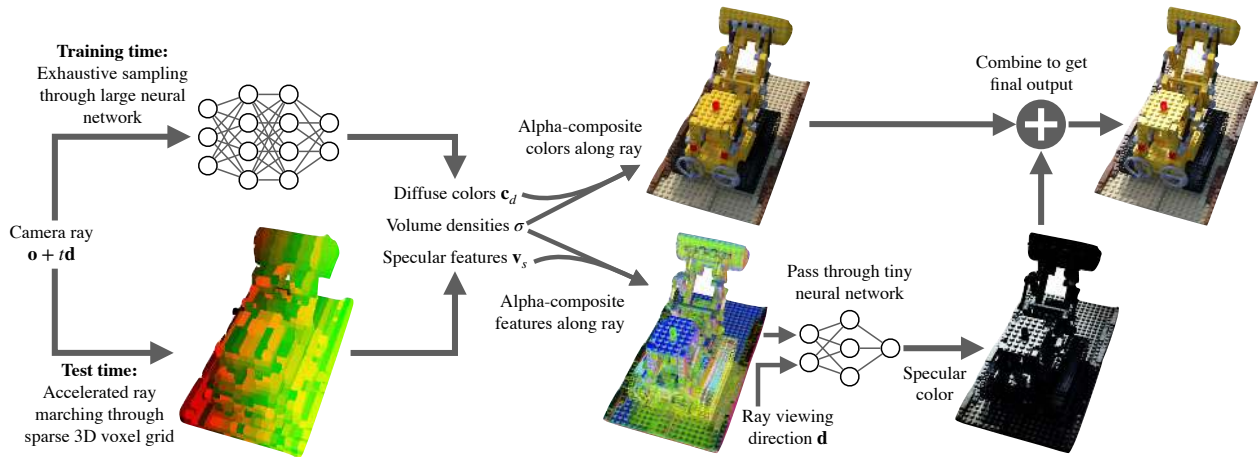 Training time:
Exhaustive sampling
through large neural
network
Camera ray
o + td
Test time:
Accelerated ray
marching through
sparse 3D voxel grid
Diffuse colors c_d
Volume densities σ
Specular features v_s
Alpha-composite
colors along ray
Alpha-composite
features along ray
Pass through tiny
neural network
Ray viewing
direction d
Specular
color
Combine to get
final output